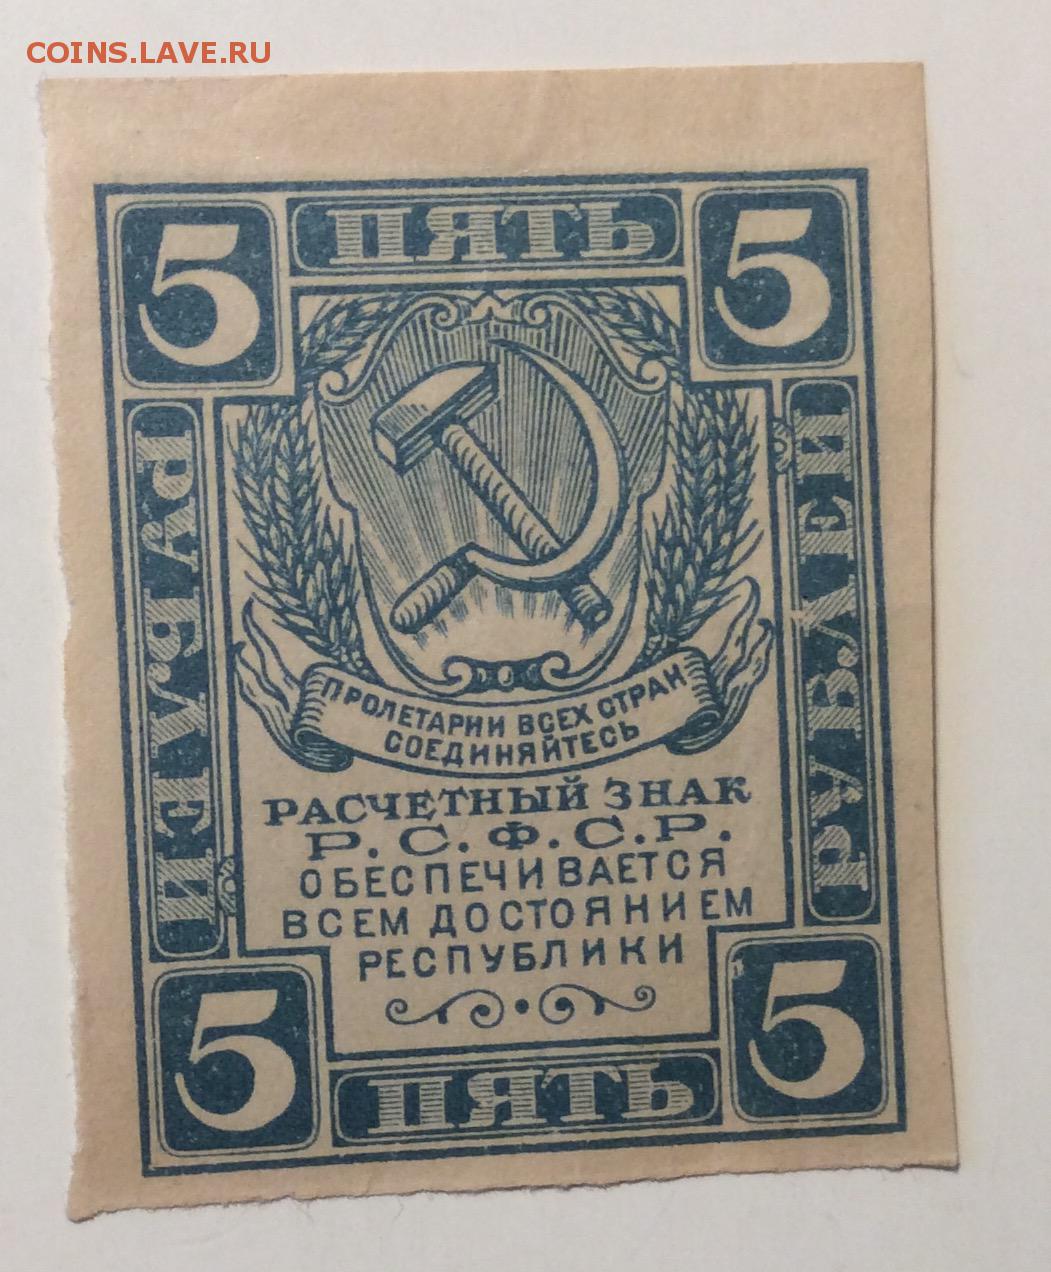 COINS.LAVE.RU
5 ПЯТЬ 5
РУБЛЕЙ
РУБЛЕЙ
ПРОЛЕТАРИИ ВСЕХ СТРАН
СОЕДИНЯЙТЕСЬ
РАСЧЕТНЫЙ ЗНАК
Р.С.Ф.С.Р.
ОБЕСПЕЧИВАЕТСЯ
ВСЕМ ДОСТОЯНИЕМ
РЕСПУБЛИКИ
5 ПЯТЬ 5